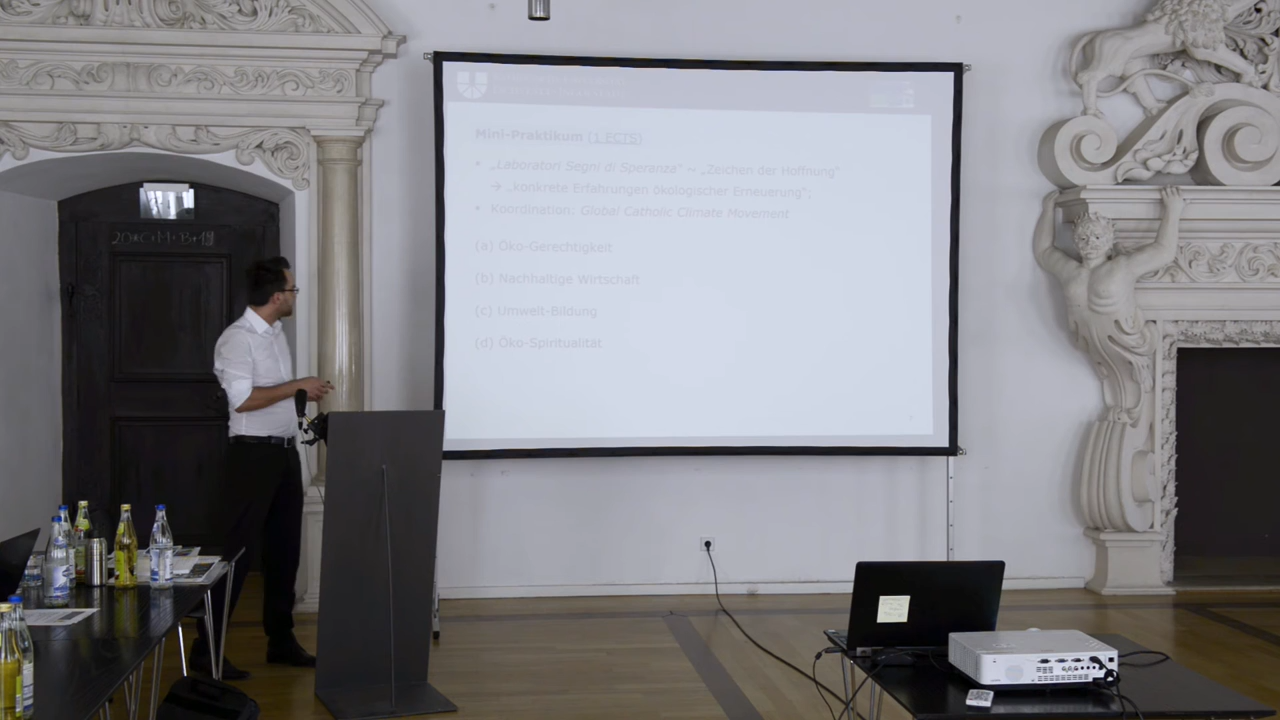 Mini-Praktikum (1 ECTS)
• „Laboratori Segni di Speranza“ ~ „Zeichen der Hoffnung“
→ „konkrete Erfahrungen ökologischer Erneuerung“;
• Koordination: Global Catholic Climate Movement
(a) Öko-Gerechtigkeit
(b) Nachhaltige Wirtschaft
(c) Umwelt-Bildung
(d) Öko-Spiritualität
20*C+M+B+19